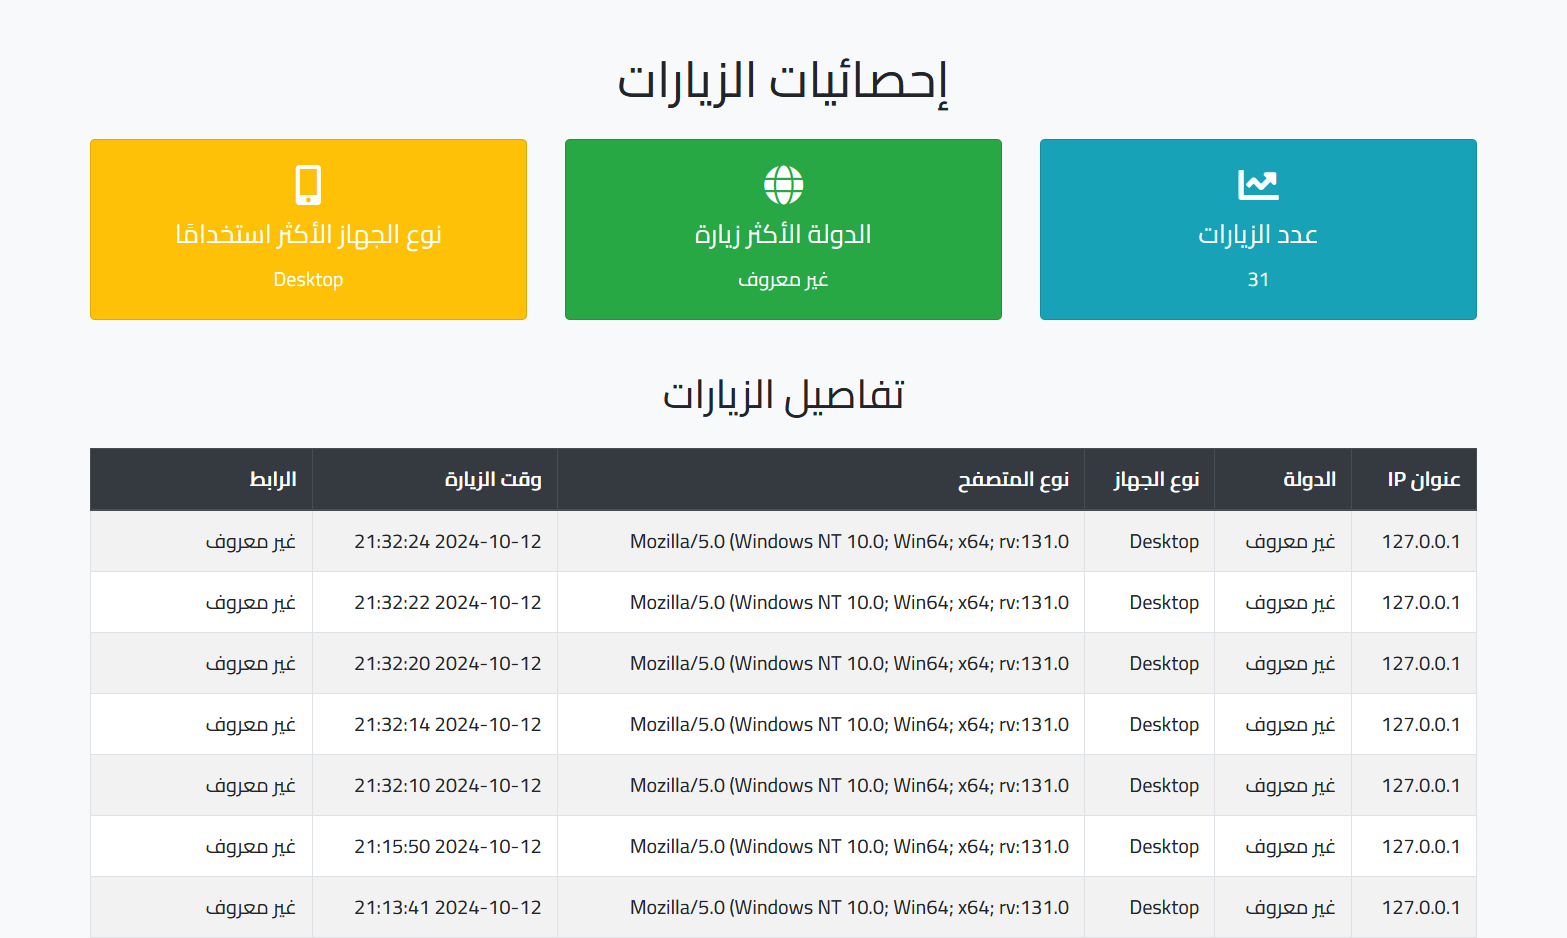 إحصائيات الزيارات
عدد الزيارات
31
الدولة الأكثر زيارة
غير معروف
نوع الجهاز الأكثر استخدامًا
Desktop
تفاصيل الزيارات
عنوان IP الدولة نوع الجهاز نوع المتصفح وقت الزيارة الرابط
127.0.0.1 غير معروف Desktop Mozilla/5.0 (Windows NT 10.0; Win64; x64; rv:131.0 21:32:24 2024-10-12 غير معروف
127.0.0.1 غير معروف Desktop Mozilla/5.0 (Windows NT 10.0; Win64; x64; rv:131.0 21:32:22 2024-10-12 غير معروف
127.0.0.1 غير معروف Desktop Mozilla/5.0 (Windows NT 10.0; Win64; x64; rv:131.0 21:32:20 2024-10-12 غير معروف
127.0.0.1 غير معروف Desktop Mozilla/5.0 (Windows NT 10.0; Win64; x64; rv:131.0 21:32:14 2024-10-12 غير معروف
127.0.0.1 غير معروف Desktop Mozilla/5.0 (Windows NT 10.0; Win64; x64; rv:131.0 21:32:10 2024-10-12 غير معروف
127.0.0.1 غير معروف Desktop Mozilla/5.0 (Windows NT 10.0; Win64; x64; rv:131.0 21:15:50 2024-10-12 غير معروف
127.0.0.1 غير معروف Desktop Mozilla/5.0 (Windows NT 10.0; Win64; x64; rv:131.0 21:13:41 2024-10-12 غير معروف